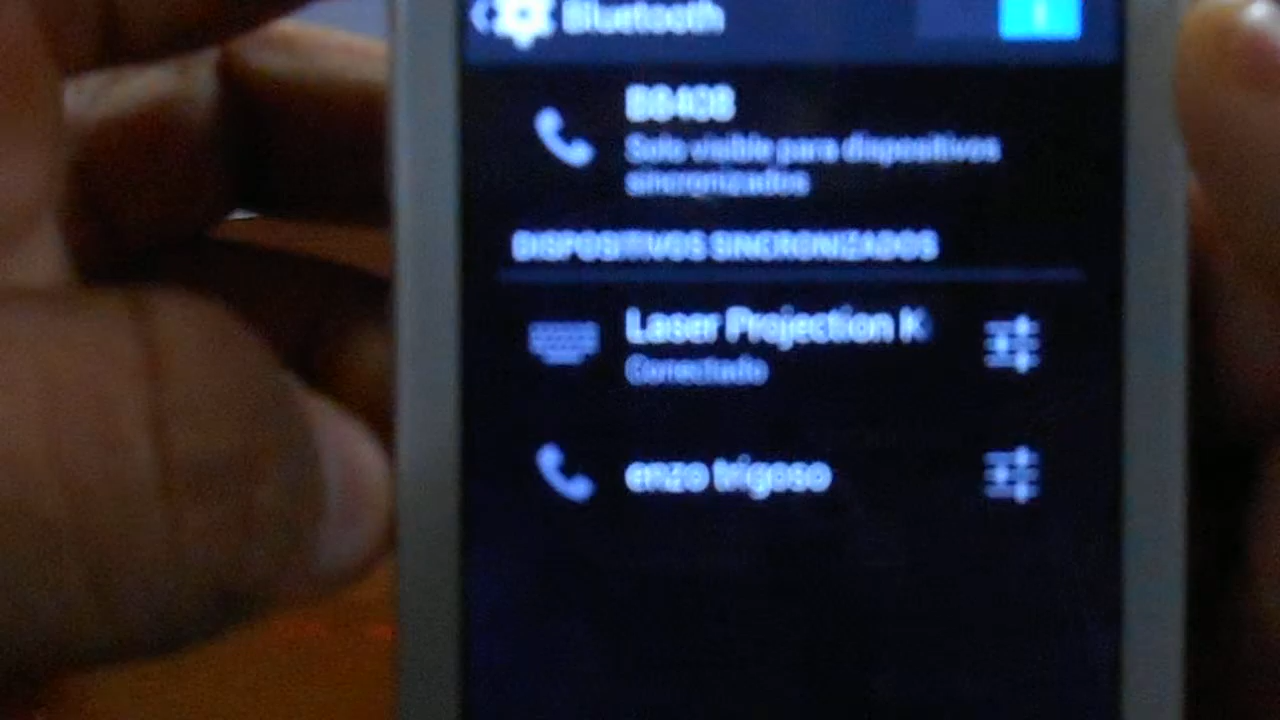 Bluetooth
Solo visible para dispositivos
sincronizados
DISPOSITIVOS SINCRONIZADOS
Laser Projection K
Conectado
enzo trigoso